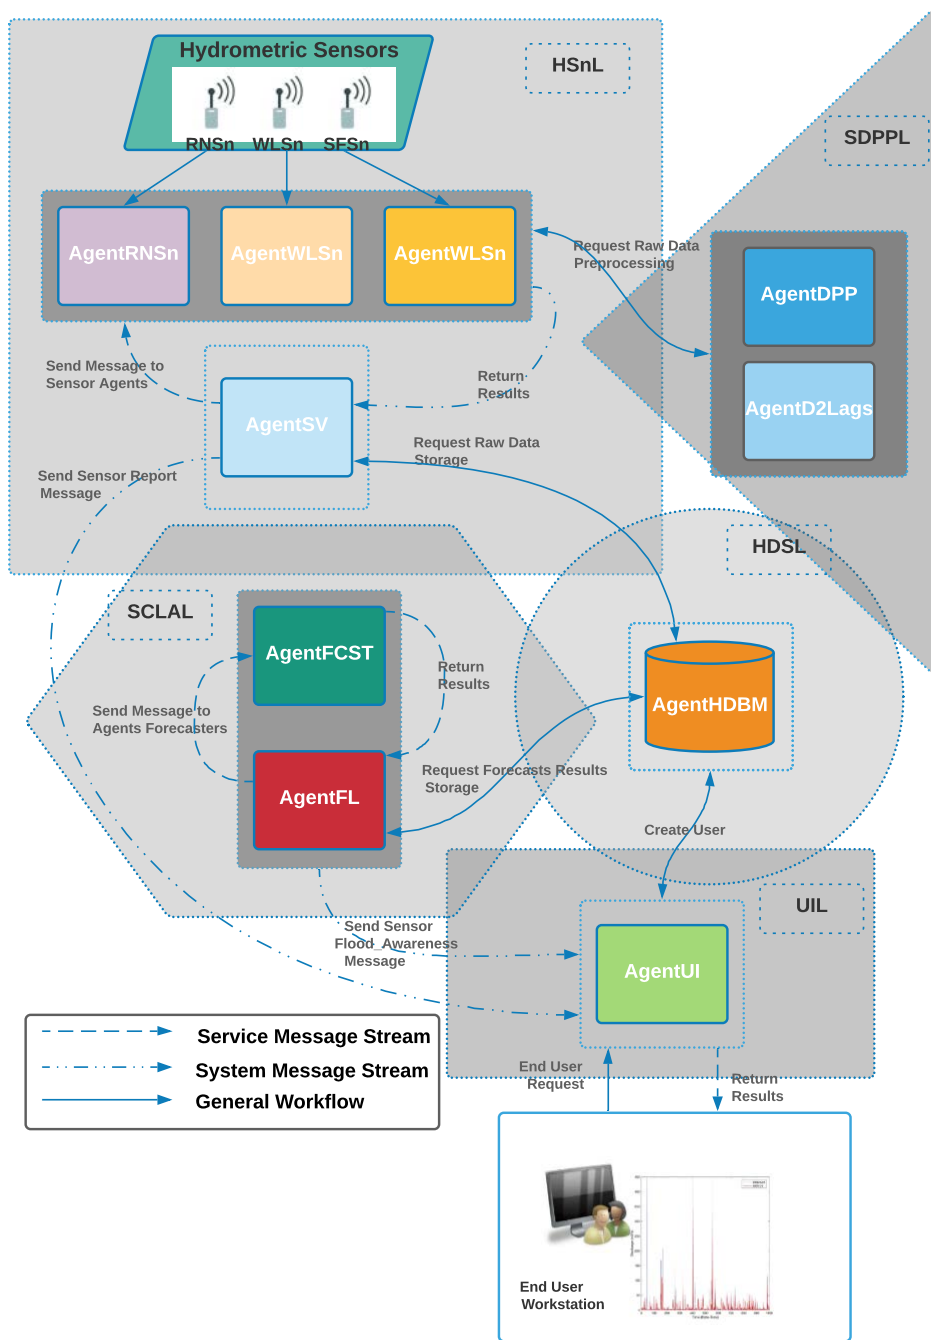 Hydrometric Sensors
HSnL
RNSn WLSn SFSn
SDPPL
AgentRNSn
AgentWLSn
AgentWLSn
Request Raw Data
Preprocessing
AgentDPP
AgentD2Lags
Send Message to
Sensor Agents
Return
Results
AgentSV
Request Raw Data
Storage
Send Sensor Report
Message
HDSL
SCLAL
AgentFCST
Return
Results
AgentHDBM
Send Message to
Agents Forecasters
Request Forecasts Results
Storage
AgentFL
Create User
UIL
Send Sensor
Flood_Awareness
Message
AgentUI
Service Message Stream
System Message Stream
General Workflow
End User
Request
Return
Results
End User
Workstation